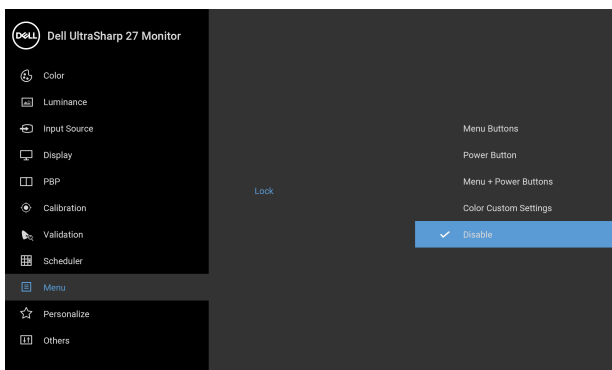 DELL Dell UltraSharp 27 Monitor
Color
Luminance
Input Source
Display
PBP
Calibration
Validation
Scheduler
Menu
Personalize
Others
Lock
Menu Buttons
Power Button
Menu + Power Buttons
Color Custom Settings
Disable